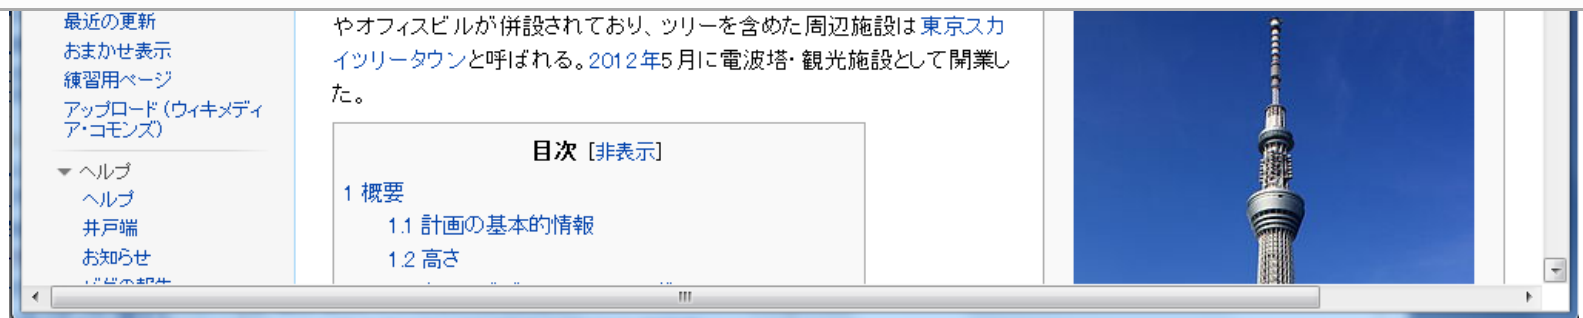 最近の更新
おまかせ表示
練習用ページ
アップロード (ウィキメディ
ア・コモンズ)
ヘルプ
ヘルプ
井戸端
お知らせ
やオフィスビルが併設されており、ツリーを含めた周辺施設は東京スカ
イツリータウンと呼ばれる。2012年5月に電波塔・観光施設として開業し
た。
目次 [非表示]
1 概要
1.1 計画の基本的情報
1.2 高さ